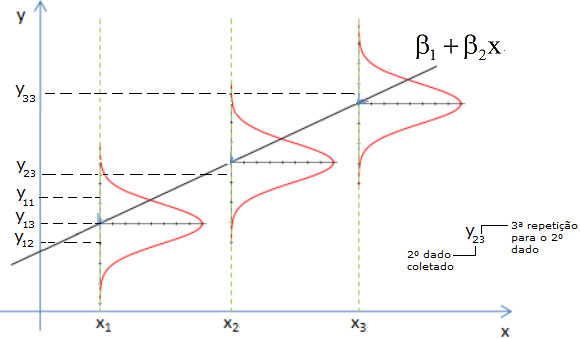 y
β₁ + β₂x
y₃₃
y₂₃
y₁₁
y₁₃
y₁₂
y₂₃
3ª repetição
para o 2º
dado
2º dado
coletado
x₁
x₂
x₃
x